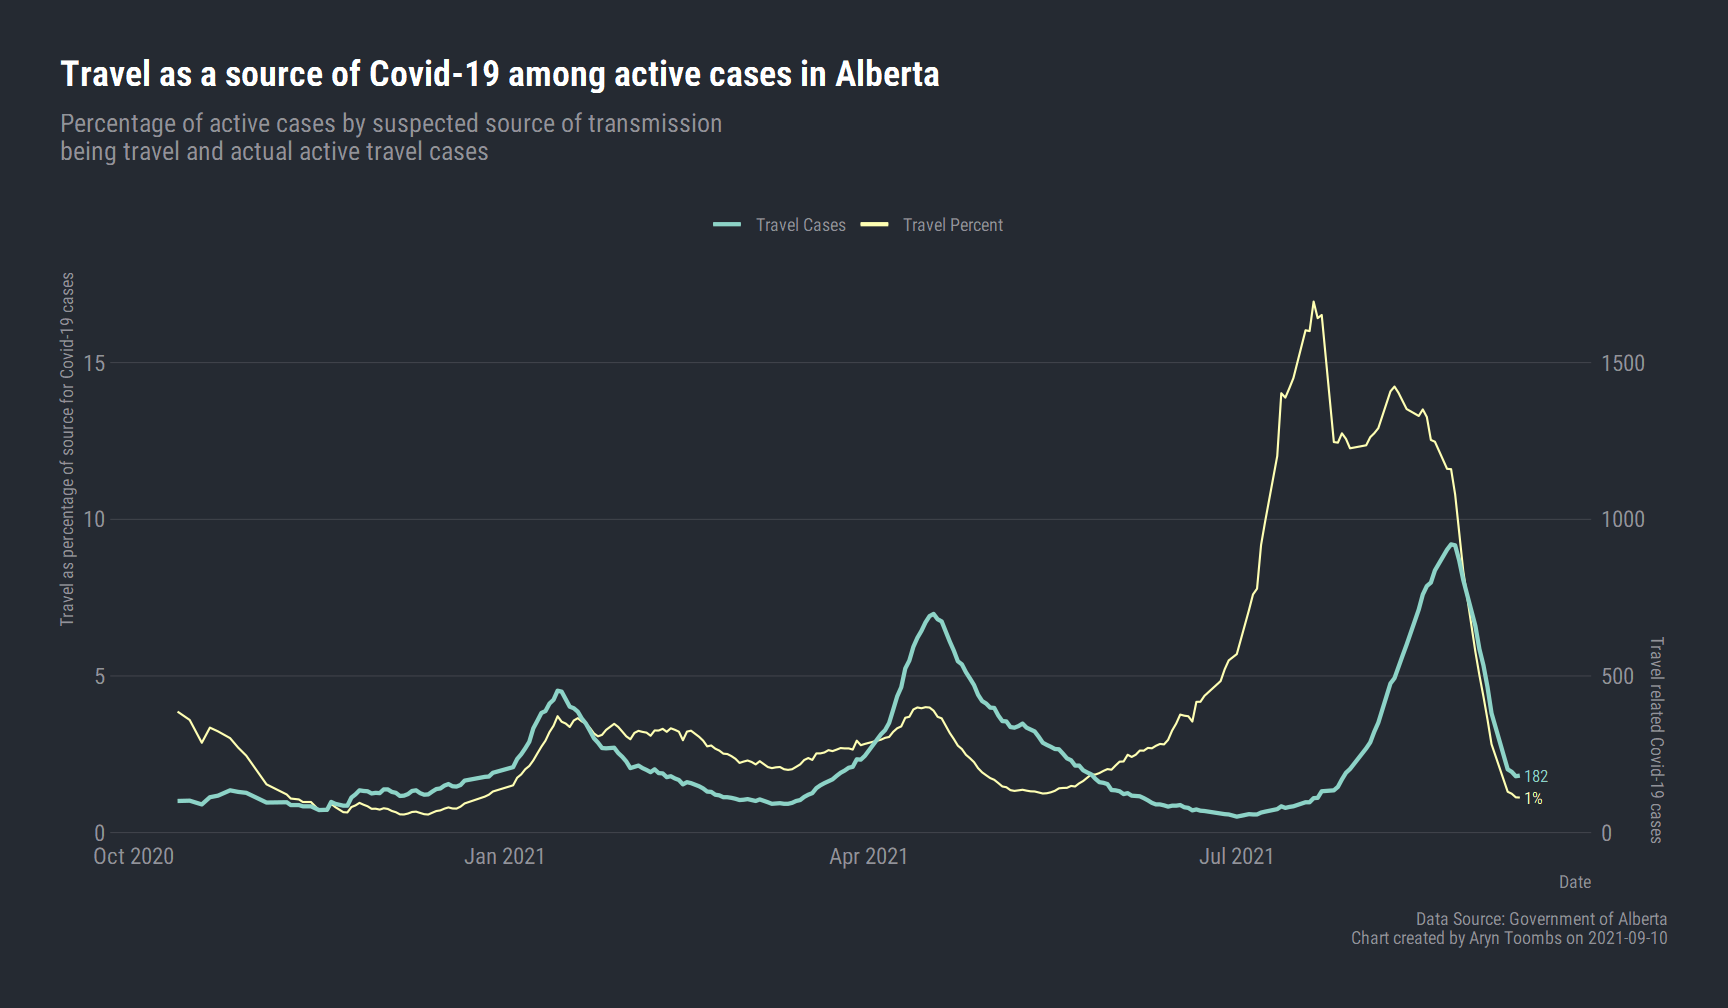 Travel as a source of Covid-19 among active cases in Alberta
Percentage of active cases by suspected source of transmission
being travel and actual active travel cases
Travel Cases
Travel Percent
Travel as percentage of source for Covid-19 cases
15
10
5
0
1500
1000
500
0
Travel related Covid-19 cases
182
1%
Oct 2020
Jan 2021
Apr 2021
Jul 2021
Date
Data Source: Government of Alberta
Chart created by Aryn Toombs on 2021-09-10